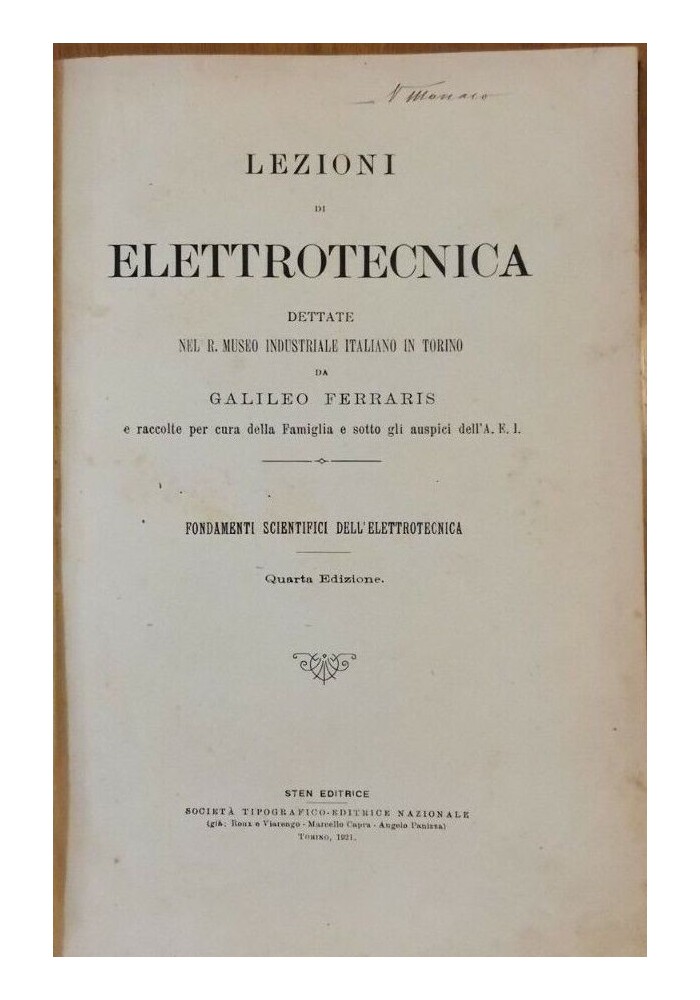 V Monaco
LEZIONI
DI
ELETTROTECNICA
DETTATE
NEL R. MUSEO INDUSTRIALE ITALIANO IN TORINO
DA
GALILEO FERRARIS
e raccolte per cura della Famiglia e sotto gli auspici dell'A. E. I.
FONDAMENTI SCIENTIFICI DELL'ELETTROTECNICA
Quarta Edizione.
STEN EDITRICE
SOCIETÀ TIPOGRAFICO-EDITRICE NAZIONALE
(già: Roux e Viarengo - Marcello Capra - Angelo Panizza)
TORINO, 1921.